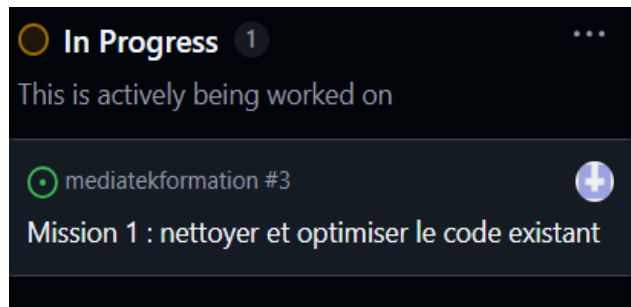 In Progress 1
This is actively being worked on
mediatekformation #3
Mission 1 : nettoyer et optimiser le code existant